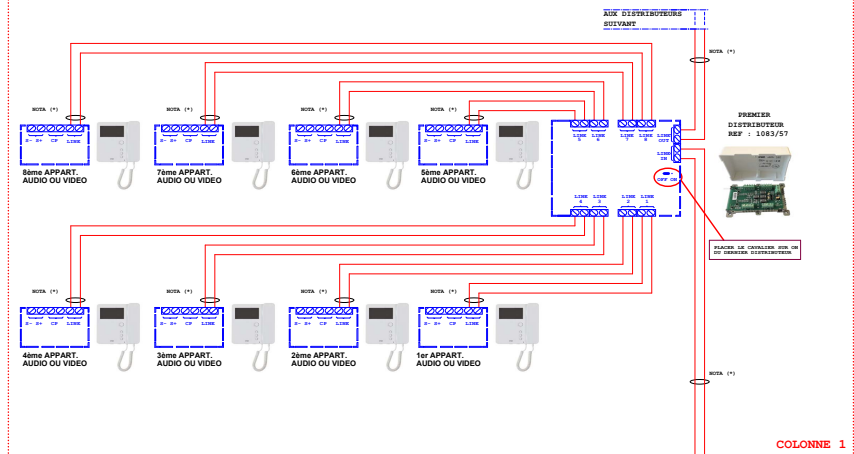 AUX DISTRIBUTEURS
SUIVANT
NOTA (*)
NOTA (*)
NOTA (*)
NOTA (*)
NOTA (*)
PREMIER
DISTRIBUTEUR
REF : 1083/57
S- S+ CP LINE
S- S+ CP LINE
S- S+ CP LINE
S- S+ CP LINE
LINE 5
LINE 6
LINE 7
LINE 8
LINE OUT
LINE IN
OFF ON
8ème APPART.
AUDIO OU VIDEO
7ème APPART.
AUDIO OU VIDEO
6ème APPART.
AUDIO OU VIDEO
5ème APPART.
AUDIO OU VIDEO
LINE 4
LINE 3
LINE 2
LINE 1
PLACER LE CAVALIER SUR ON
DU DERNIER DISTRIBUTEUR
NOTA (*)
NOTA (*)
NOTA (*)
NOTA (*)
S- S+ CP LINE
S- S+ CP LINE
S- S+ CP LINE
S- S+ CP LINE
4ème APPART.
AUDIO OU VIDEO
3ème APPART.
AUDIO OU VIDEO
2ème APPART.
AUDIO OU VIDEO
1er APPART.
AUDIO OU VIDEO
NOTA (*)
COLONNE 1